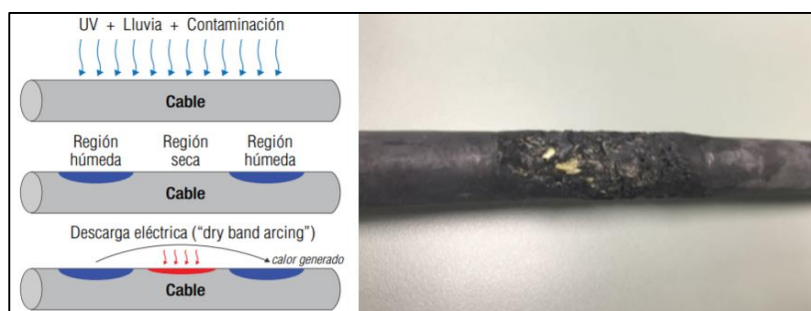 UV + Lluvia + Contaminación
Cable
Región húmeda
Región seca
Región húmeda
Cable
Descarga eléctrica ("dry band arcing")
calor generado
Cable